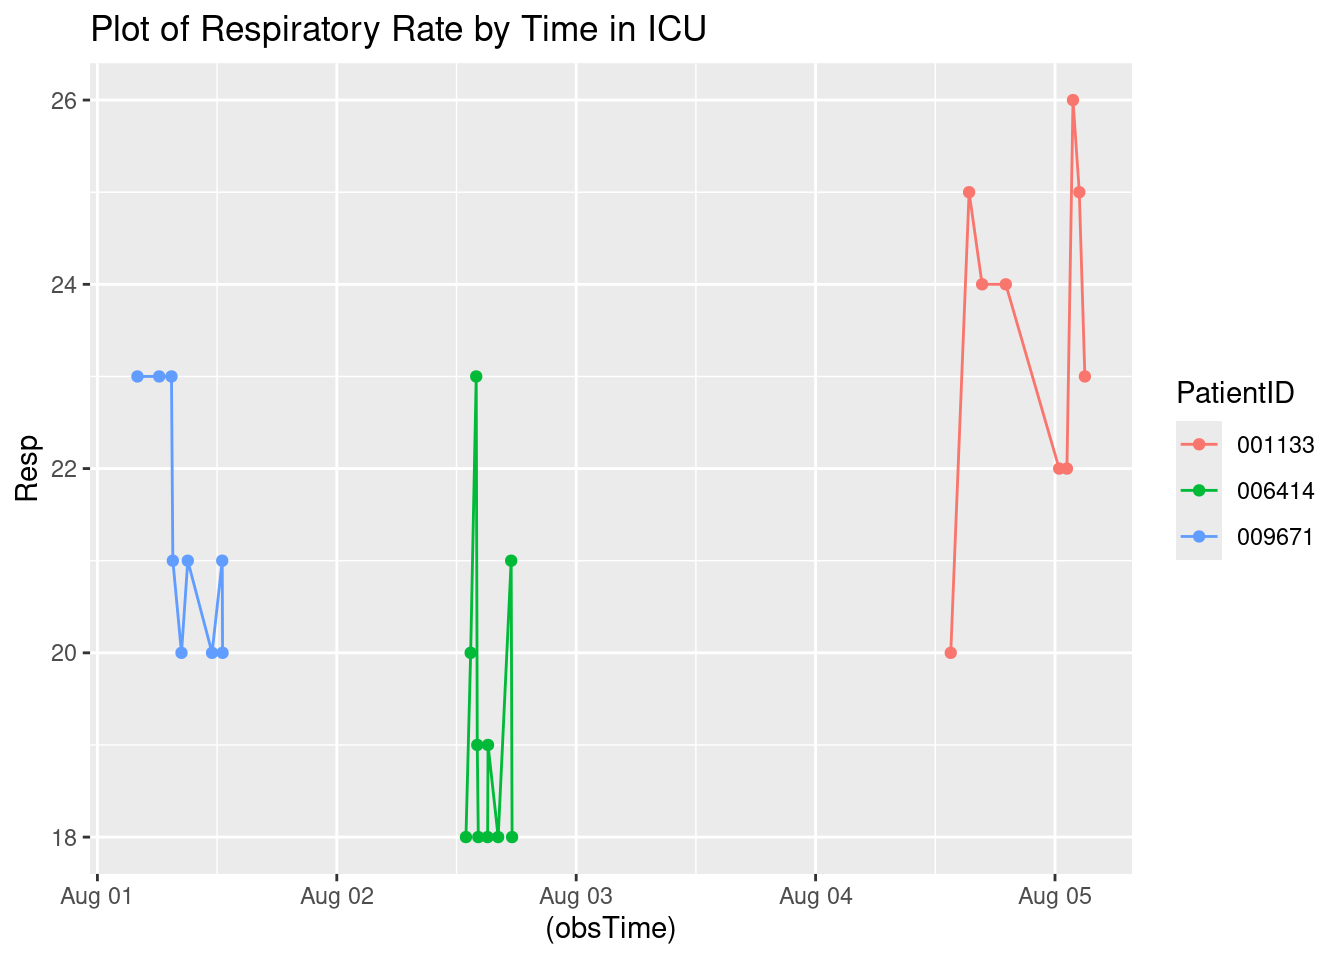 Plot of Respiratory Rate by Time in ICU
26
24
22
20
18
Resp
Aug 01
Aug 02
Aug 03
Aug 04
Aug 05
(obsTime)
PatientID
001133
006414
009671